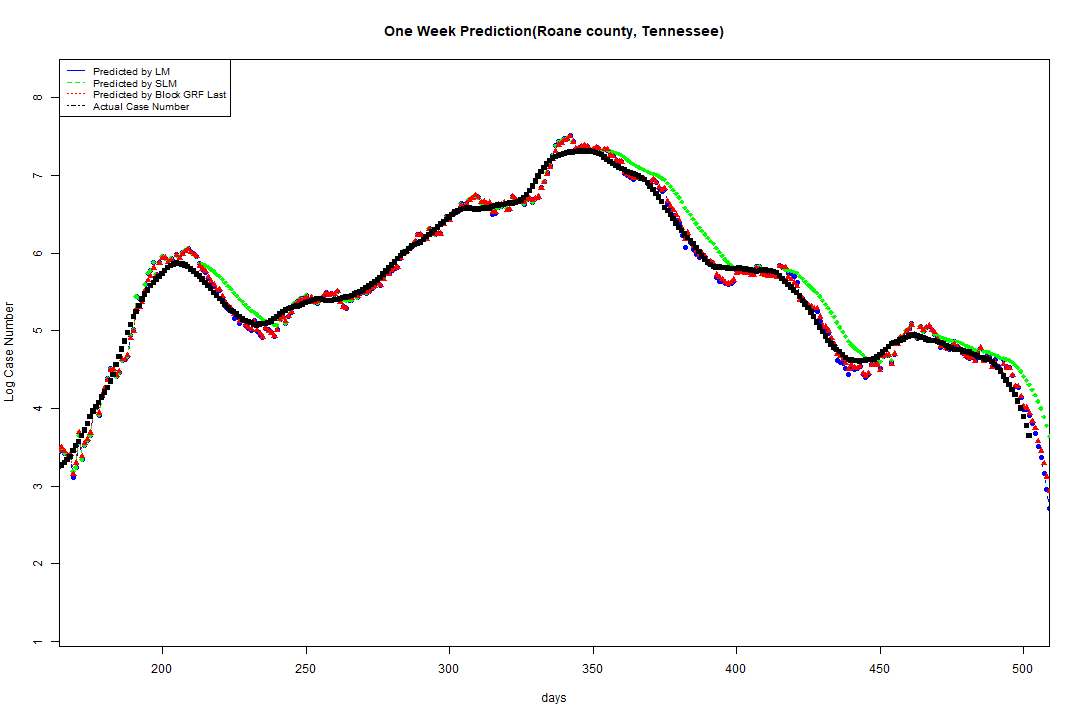 One Week Prediction(Roane county, Tennessee)
Predicted by LM
Predicted by SLM
Predicted by Block GRF Last
Actual Case Number
Log Case Number
8
7
6
5
4
3
2
1
200 250 300 350 400 450 500
days